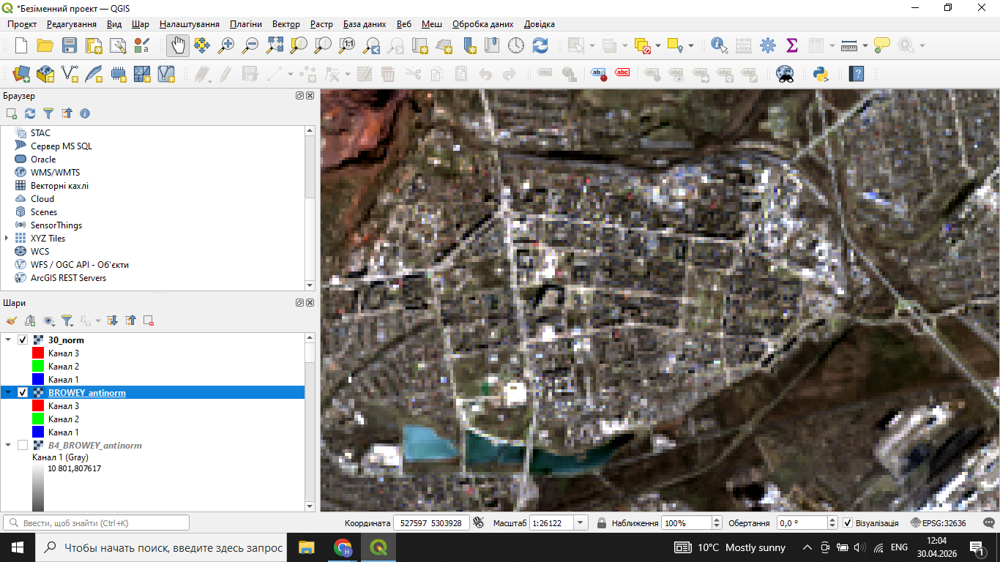 *Безіменний проект — QGIS
Проєкт Редагування Вид Шар Налаштування Плагіни Вектор Растр База даних Веб Меш Обробка даних Довідка
Браузер
STAC
Сервер MS SQL
Oracle
WMS/WMTS
Векторні кахлі
Cloud
Scenes
SensorThings
XYZ Tiles
WCS
WFS / OGC API - Об'єкти
ArcGIS REST Servers
Шари
30_norm
Канал 3
Канал 2
Канал 1
BROWEY_antinorm
Канал 3
Канал 2
Канал 1
B4_BROWEY_antinorm
Канал 1 (Gray)
10 801,807617
Ввести, щоб знайти (Ctrl+K)
Координата 527597 5303928 Масштаб 1:26122 Наближення 100% Обертання 0,0 ° Візуалізація EPSG:32636
Чтобы начать поиск, введите здесь запрос
10°C Mostly sunny ENG 12:04
30.04.2026
1